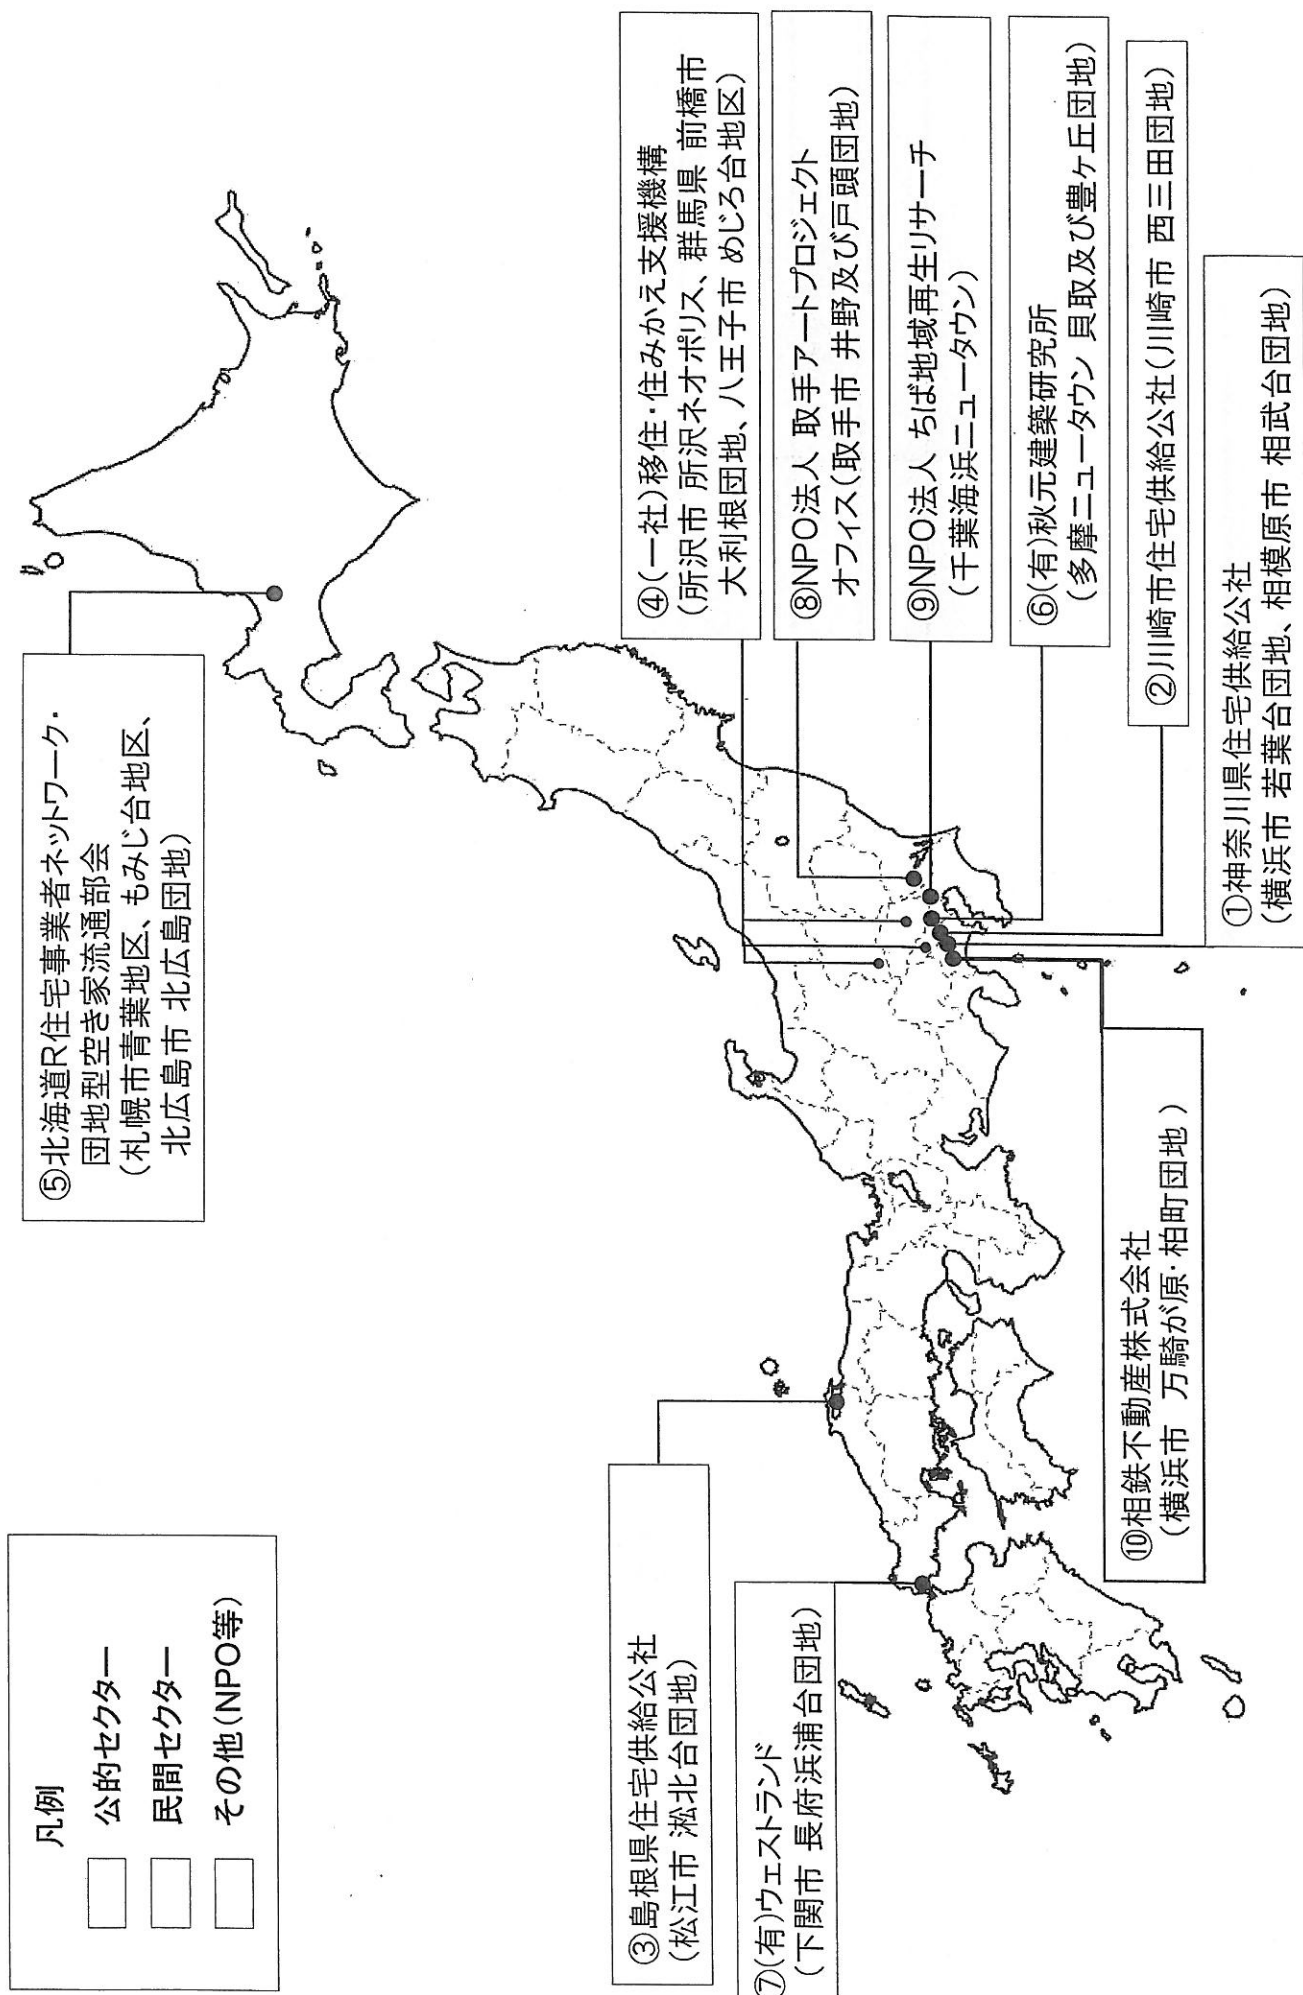 凡例
公的セクター
民間セクター
その他(NPO等)
⑤北海道R住宅事業者ネットワーク・
団地型空き家流通部会
(札幌市青葉地区、もみじ台地区、
北広島市 北広島団地)
③島根県住宅供給公社
(松江市 淞北台団地)
⑦(有)ウェストランド
(下関市 長府浜浦台団地)
④(一社)移住・住みかえ支援機構
(所沢市 所沢ネオポリス、群馬県 前橋市
大利根団地、八王子市 めじろ台地区)
⑧NPO法人 取手アートプロジェクト
オフィス(取手市 井野及び戸頭団地)
⑨NPO法人 ちば地域再生リサーチ
(千葉海浜ニュータウン)
⑥(有)秋元建築研究所
(多摩ニュータウン 貝取及び豊ヶ丘団地)
②川崎市住宅供給公社(川崎市 西三田団地)
①神奈川県住宅供給公社
(横浜市 若葉台団地、相模原市 相武台団地)
⑩相鉄不動産株式会社
(横浜市 万騎が原・柏町団地 )